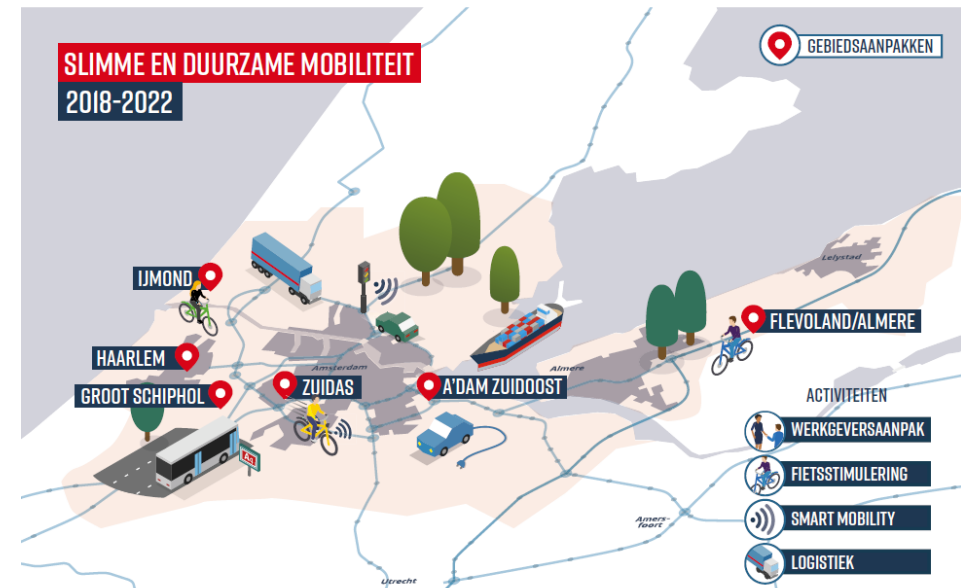 SLIMME EN DUURZAME MOBILITEIT
2018-2022
GEBIEDSAANPAKKEN
Lelystad
IJMOND
FLEVOLAND/ALMERE
HAARLEM
Amsterdam
Almere
GROOT SCHIPHOL
ZUIDAS
A'DAM ZUIDOOST
ACTIVITEITEN
WERKGEVERSAANPAK
FIETSSTIMULERING
SMART MOBILITY
LOGISTIEK
Amers-
foort
Utrecht